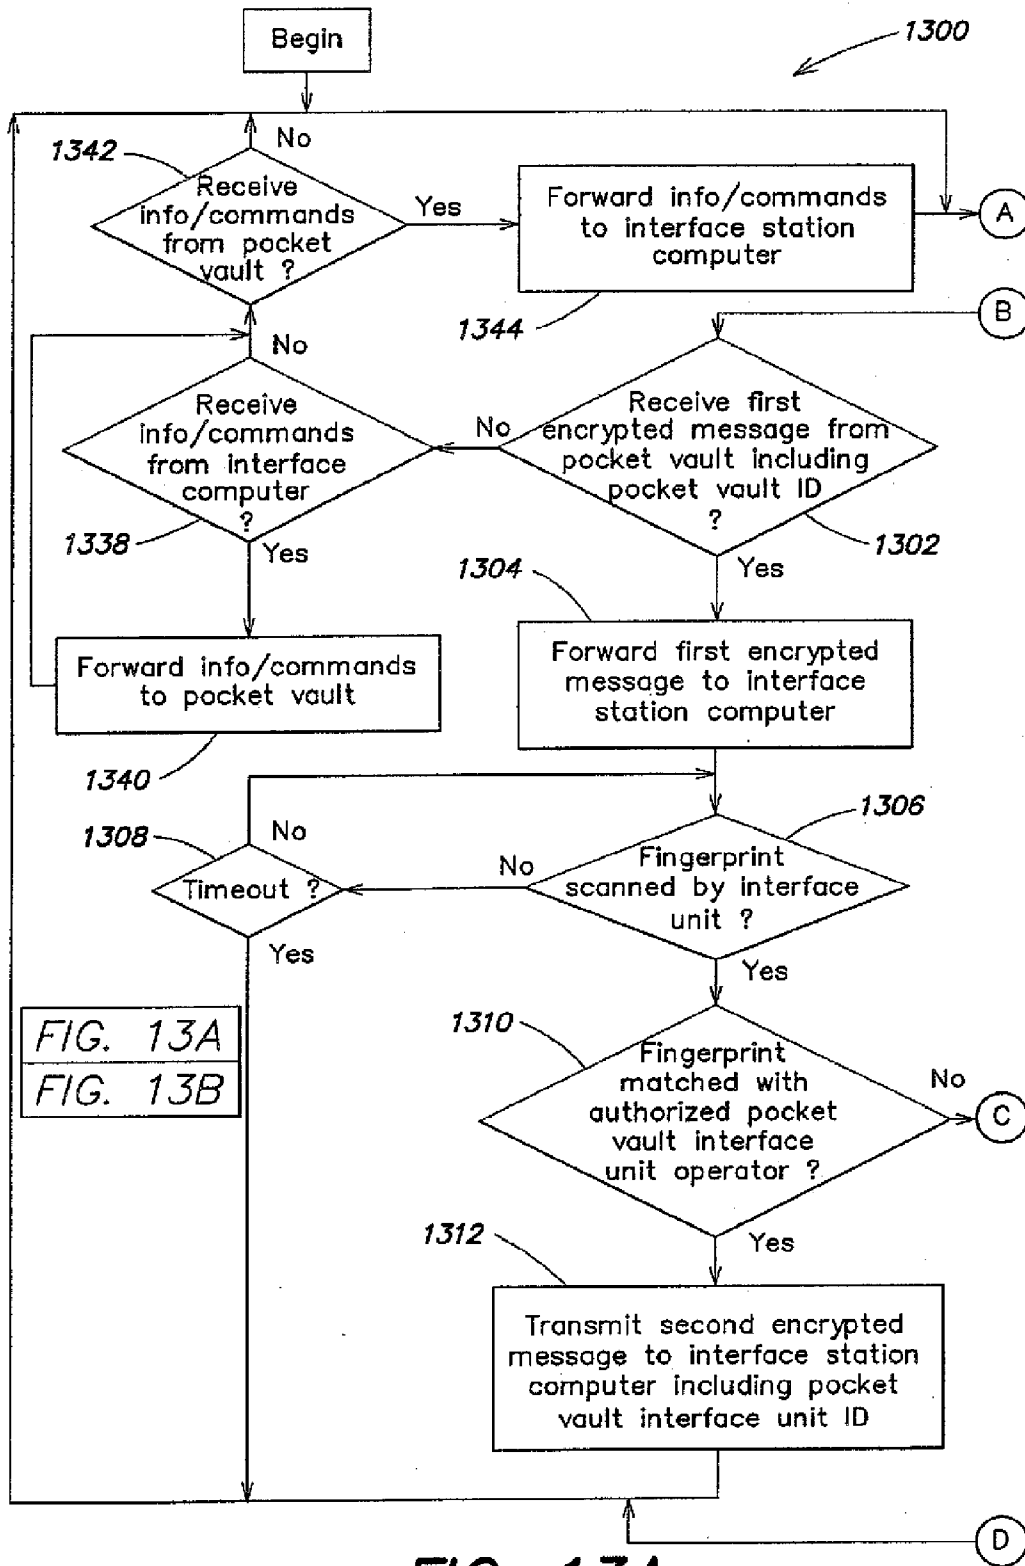 Begin
1300
No
1342
Receive
info/commands
from pocket
vault ?
Yes
Forward info/commands
to interface station
computer
A
1344
B
No
Receive
info/commands
from interface
computer
?
No
Receive first
encrypted message from
pocket vault including
pocket vault ID
?
1338
Yes
1302
Yes
1304
Forward info/commands
to pocket vault
Forward first encrypted
message to interface
station computer
1340
1308
No
1306
Timeout ?
No
Fingerprint
scanned by interface
unit ?
Yes
Yes
FIG. 13A
FIG. 13B
1310
Fingerprint
matched with
authorized pocket
vault interface
unit operator ?
No
C
1312
Yes
Transmit second encrypted
message to interface station
computer including pocket
vault interface unit ID
D
FIG. 13A